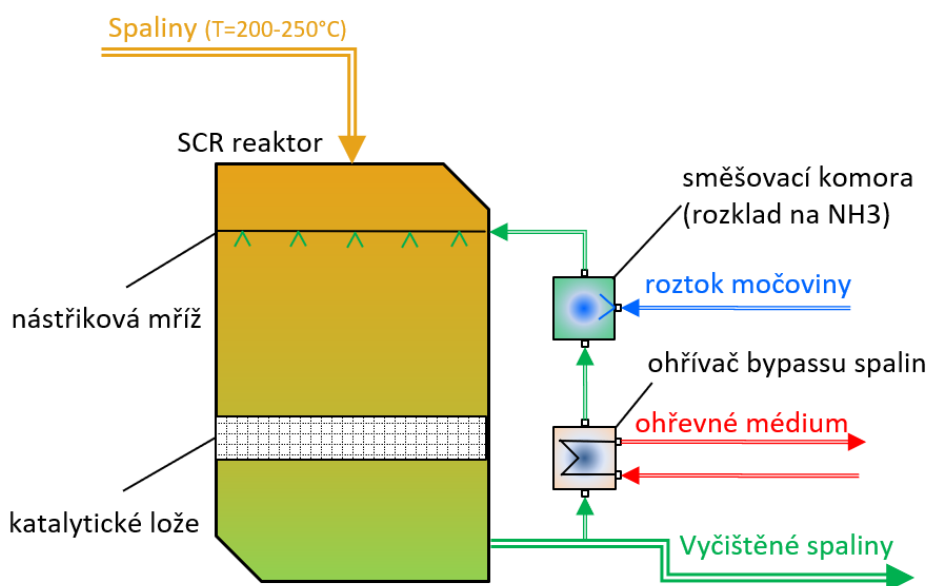 Spaliny (T=200-250°C)
SCR reaktor
směšovací komora
(rozklad na NH3)
roztok močoviny
nástřiková mříž
ohřívač bypassu spalin
ohřevné médium
katalytické lože
Vyčištěné spaliny